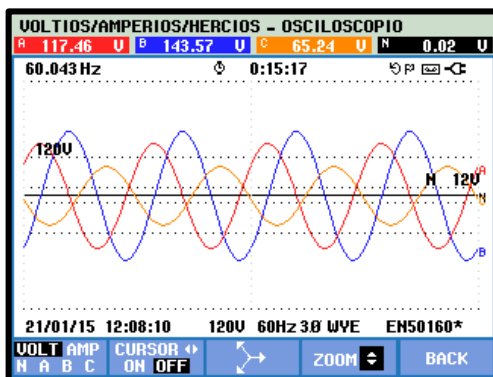 VOLTIOS/AMPERIOS/HERCIOS - OSCILOSCOPIO
A 117.46 V B 143.57 V C 65.24 V N 0.02 V
60.043 Hz 0:15:17
120V
N 12V
A
N
B
21/01/15 12:08:10 120V 60Hz 3Ø WYE EN50160*
VOLT AMP CURSOR ZOOM BACK
N A B C ON OFF